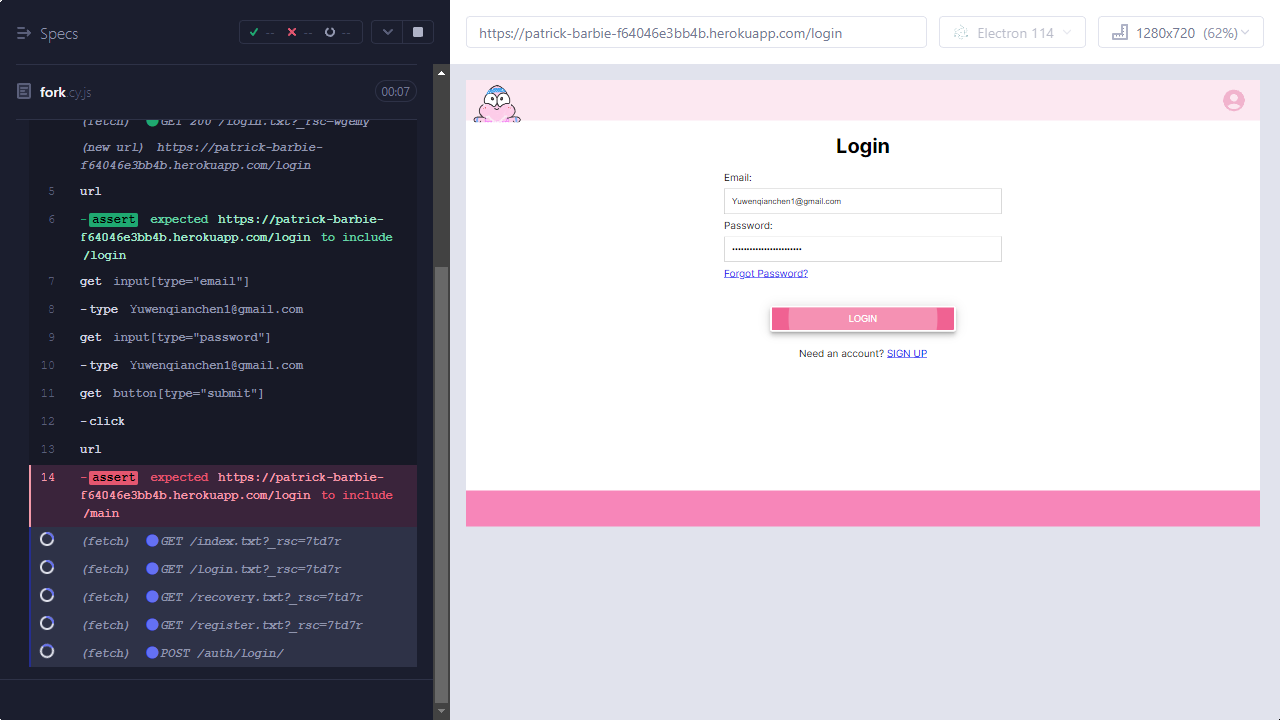 Specs
-- -- --
https://patrick-barbie-f64046e3bb4b.herokuapp.com/login
Electron 114
1280x720 (62%)
fork.cy.js
00:07
(fetch) GET 200 /login.txt?_rsc=wgemy
(new url) https://patrick-barbie-
f64046e3bb4b.herokuapp.com/login
5 url
6 -assert expected https://patrick-barbie-
f64046e3bb4b.herokuapp.com/login to include
/login
7 get input[type="email"]
8 -type Yuwenqianchen1@gmail.com
9 get input[type="password"]
10 -type Yuwenqianchen1@gmail.com
11 get button[type="submit"]
12 -click
13 url
14 -assert expected https://patrick-barbie-
f64046e3bb4b.herokuapp.com/login to include
/main
(fetch) GET /index.txt?_rsc=7td7r
(fetch) GET /login.txt?_rsc=7td7r
(fetch) GET /recovery.txt?_rsc=7td7r
(fetch) GET /register.txt?_rsc=7td7r
(fetch) POST /auth/login/
Login
Email:
Yuwenqianchen1@gmail.com
Password:
Forgot Password?
LOGIN
Need an account? SIGN UP